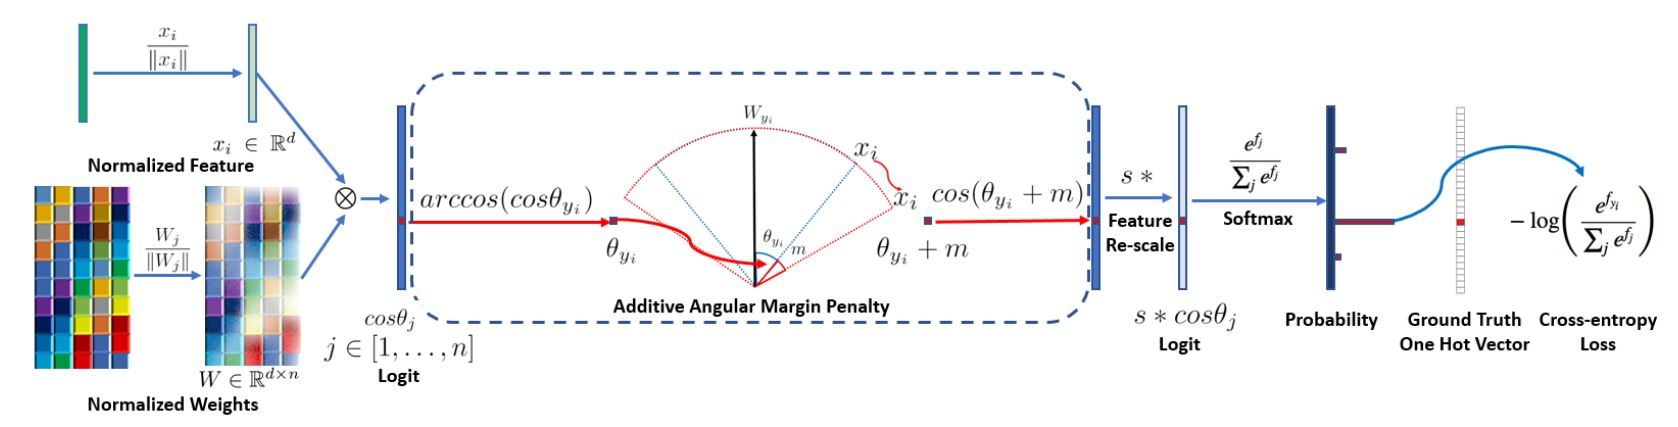 x_i / ‖x_i‖
x_i ∈ ℝ^d
Normalized Feature
W_j / ‖W_j‖
W ∈ ℝ^{d×n}
Normalized Weights
⊗
cosθ_j
j ∈ [1, . . . , n]
Logit
arccos(cosθ_{y_i})
θ_{y_i}
W_{y_i}
x_i
x_i
θ_{y_i}
m
Additive Angular Margin Penalty
cos(θ_{y_i} + m)
θ_{y_i} + m
s *
Feature
Re-scale
s * cosθ_j
Logit
e^{f_j} / ∑_j e^{f_j}
Softmax
Probability
Ground Truth
One Hot Vector
− log( e^{f_{y_i}} / ∑_j e^{f_j} )
Cross-entropy
Loss